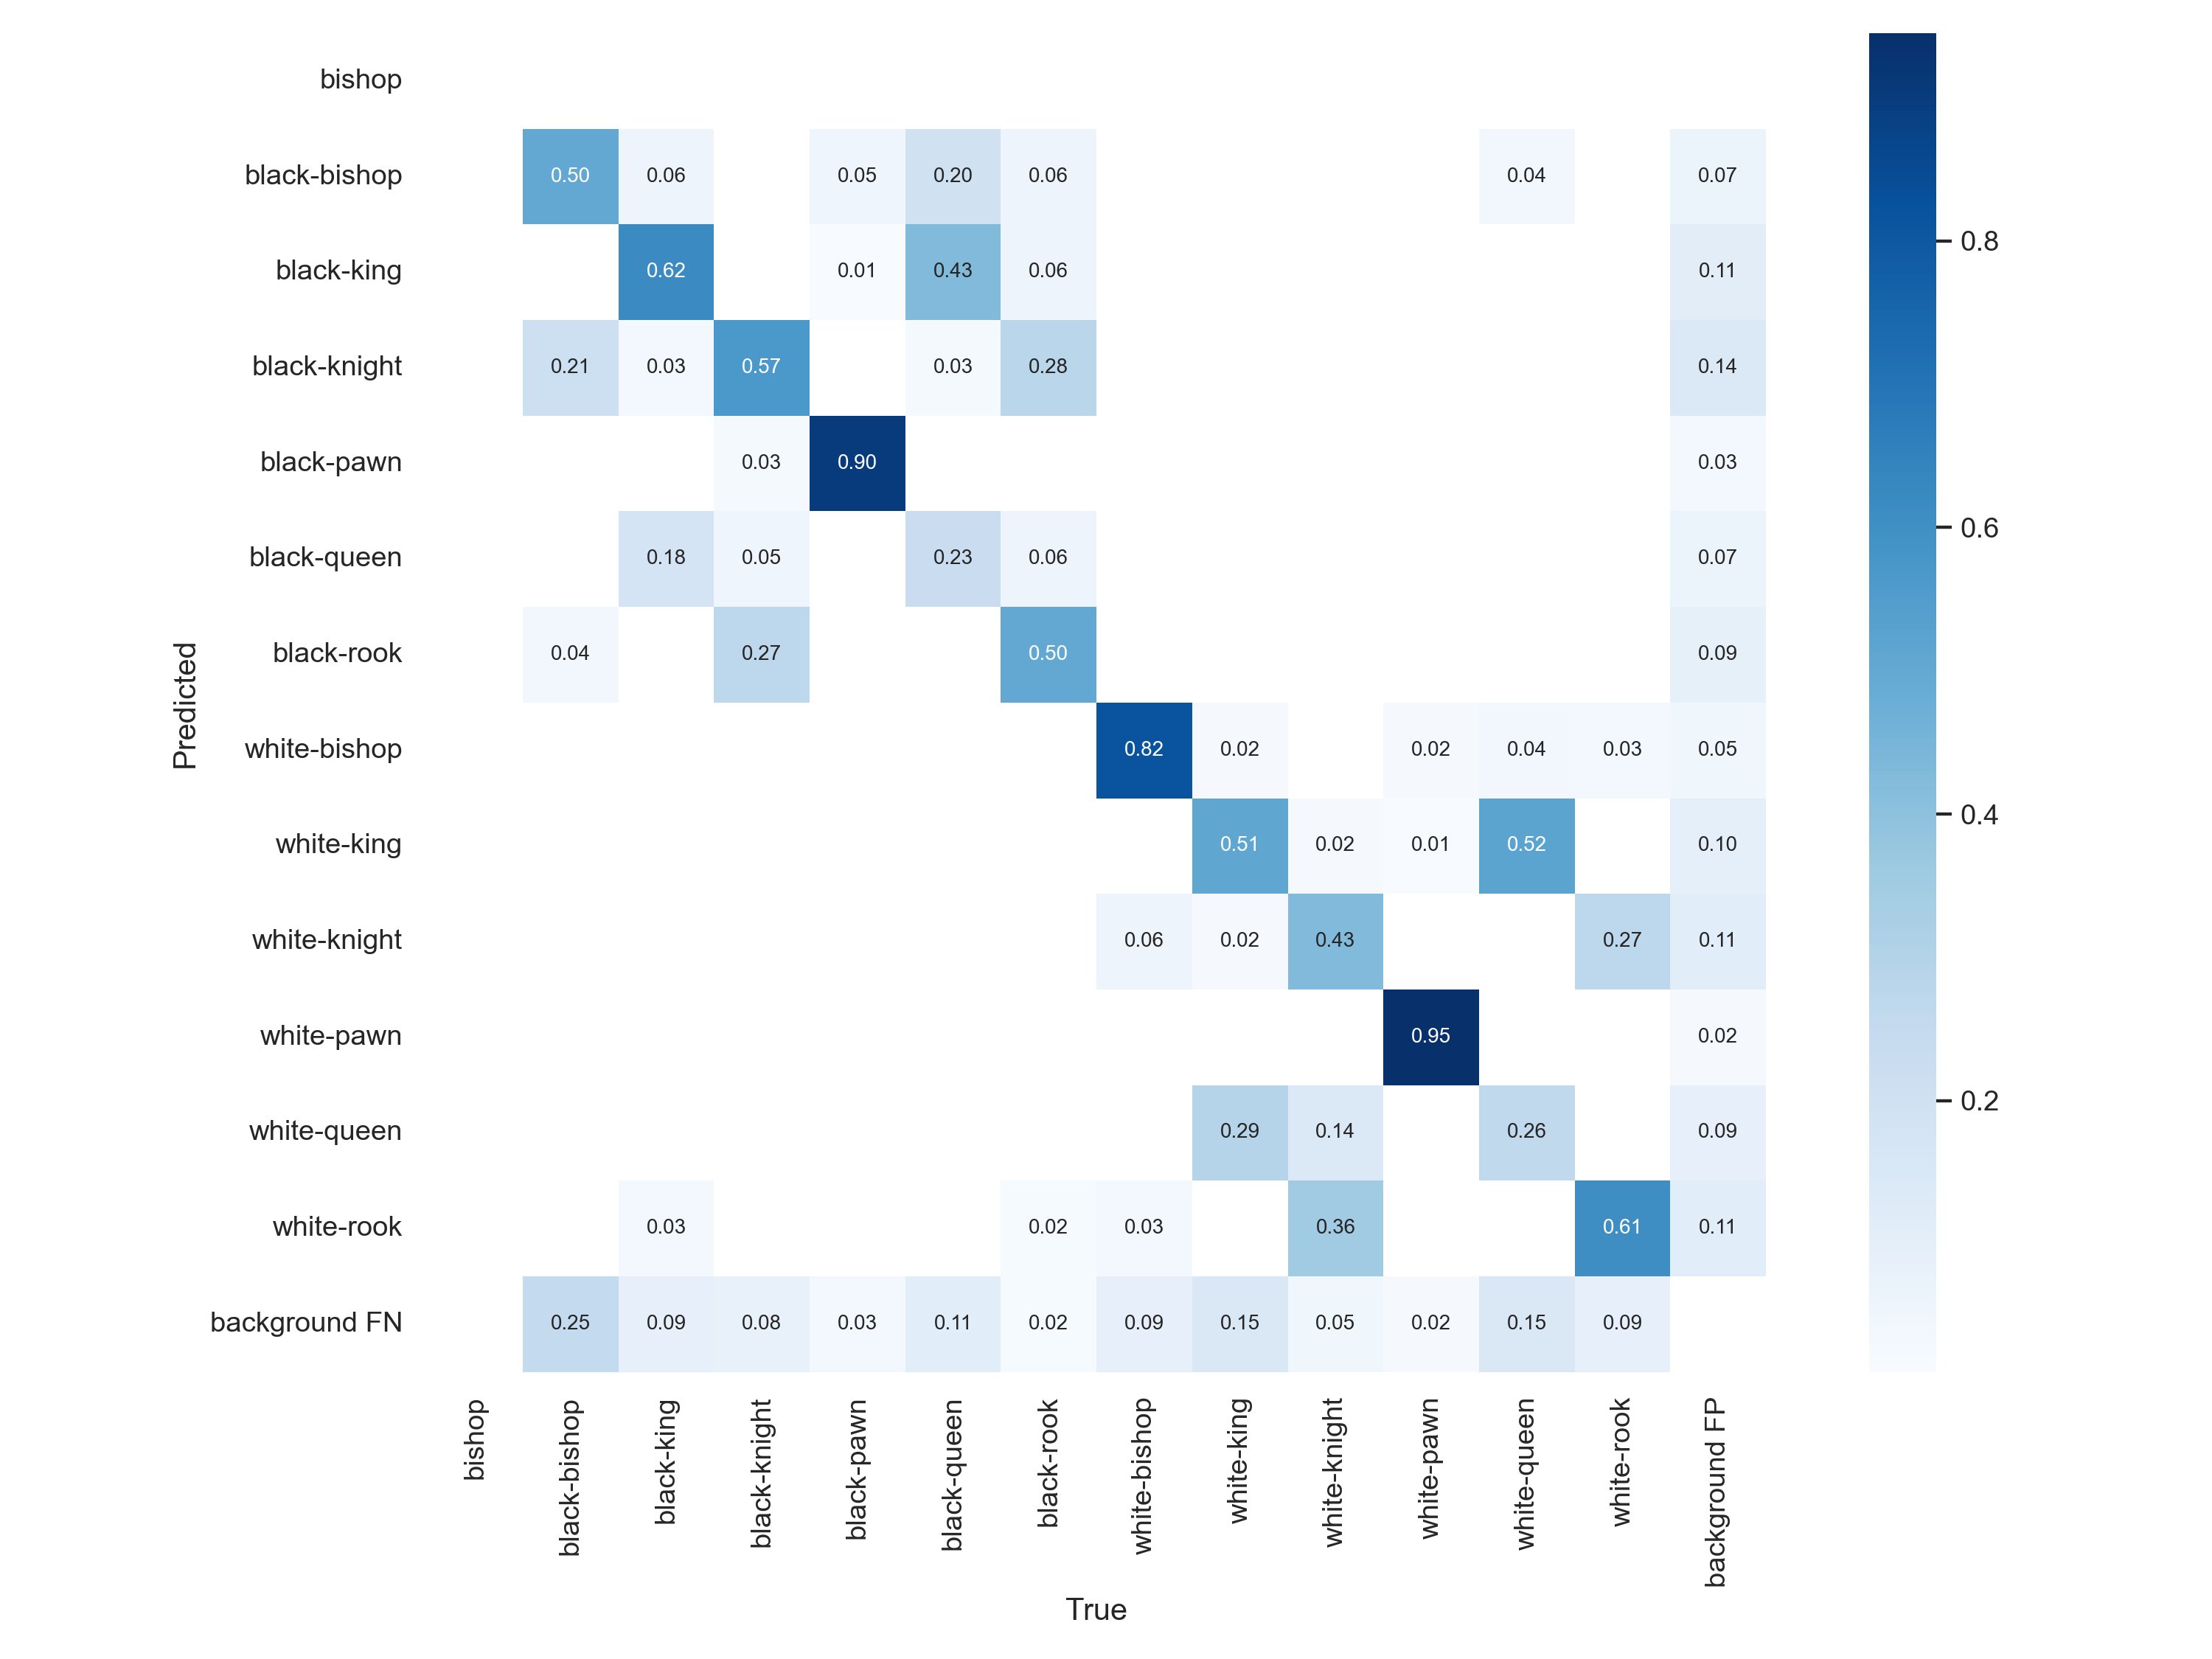 bishop
black-bishop 0.50 0.06 0.05 0.20 0.06 0.04 0.07
black-king 0.62 0.01 0.43 0.06 0.11
black-knight 0.21 0.03 0.57 0.03 0.28 0.14
black-pawn 0.03 0.90 0.03
black-queen 0.18 0.05 0.23 0.06 0.07
black-rook 0.04 0.27 0.50 0.09
white-bishop 0.82 0.02 0.02 0.04 0.03 0.05
white-king 0.51 0.02 0.01 0.52 0.10
white-knight 0.06 0.02 0.43 0.27 0.11
white-pawn 0.95 0.02
white-queen 0.29 0.14 0.26 0.09
white-rook 0.03 0.02 0.03 0.36 0.61 0.11
background FN 0.25 0.09 0.08 0.03 0.11 0.02 0.09 0.15 0.05 0.02 0.15 0.09
Predicted
bishop
black-bishop
black-king
black-knight
black-pawn
black-queen
black-rook
white-bishop
white-king
white-knight
white-pawn
white-queen
white-rook
background FP
True
0.8
0.6
0.4
0.2